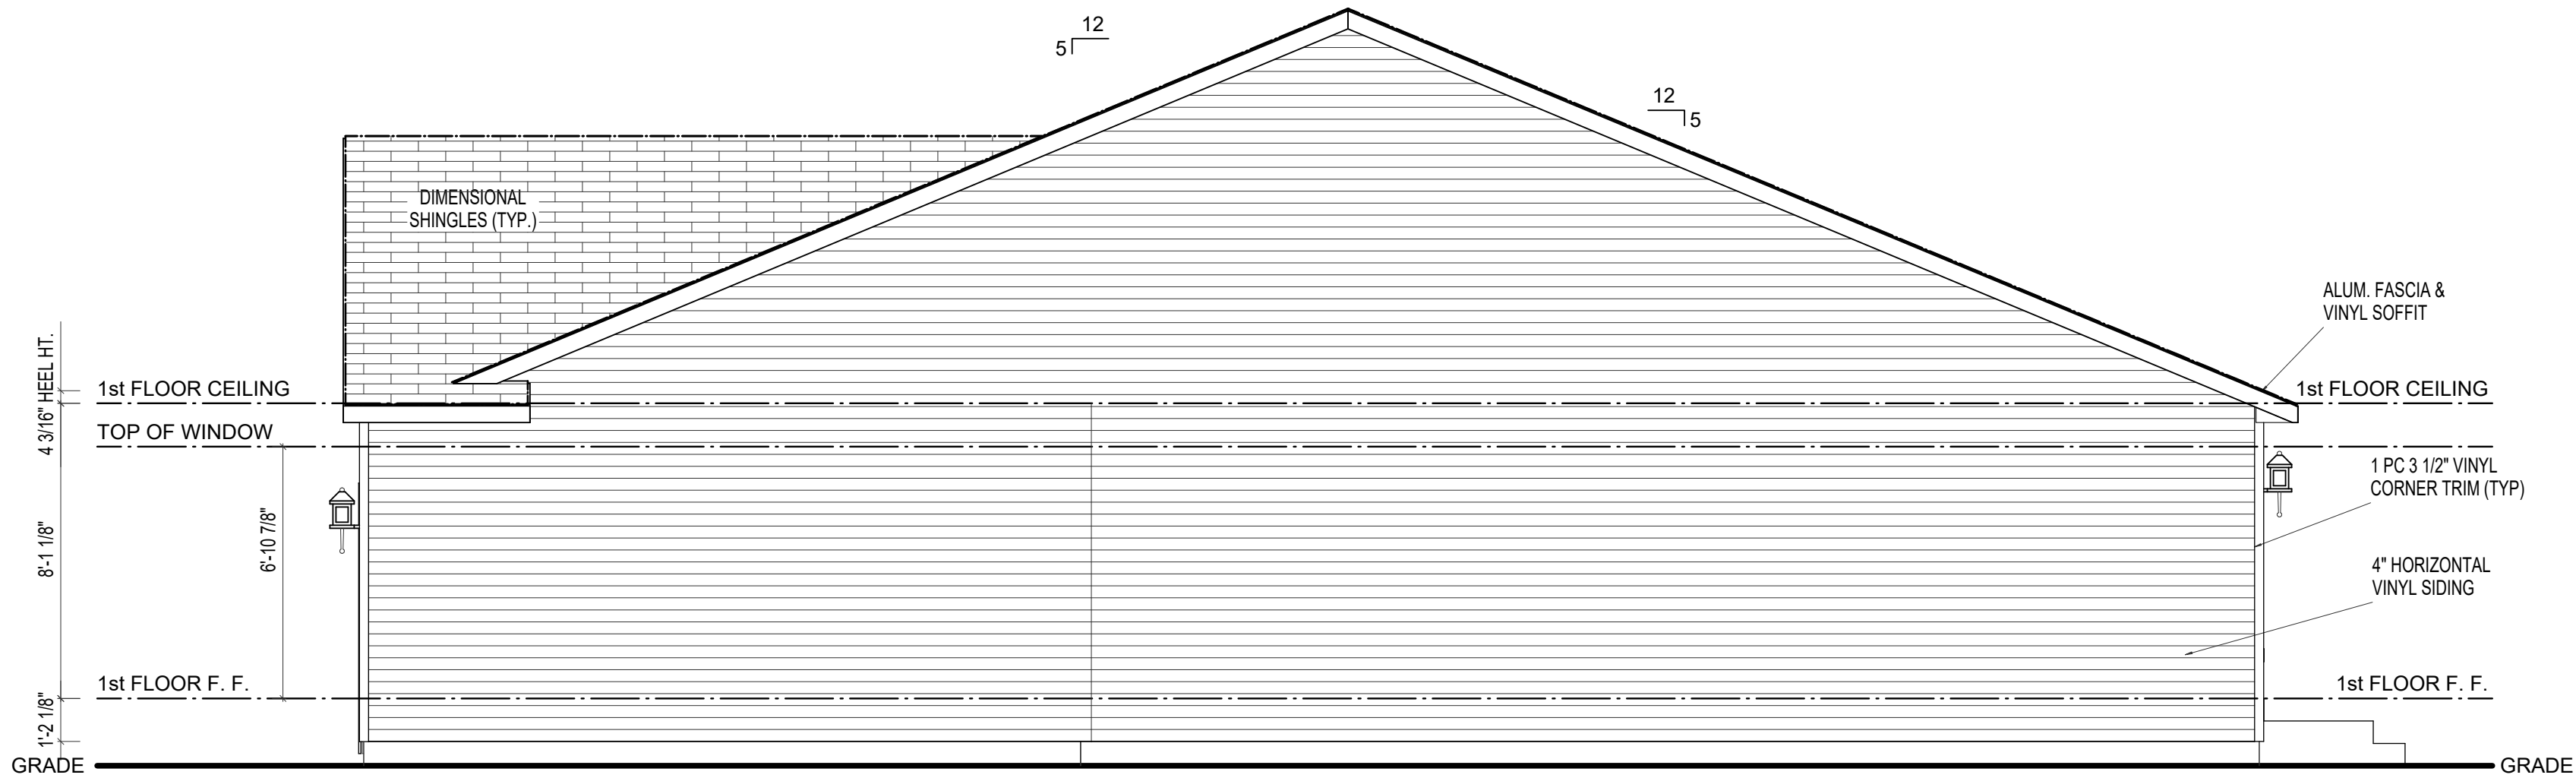 12
5
12
5
DIMENSIONAL
SHINGLES (TYP.)
ALUM. FASCIA &
VINYL SOFFIT
4 3/16" HEEL HT.
1st FLOOR CEILING
1st FLOOR CEILING
TOP OF WINDOW
1 PC 3 1/2" VINYL
CORNER TRIM (TYP)
8'-1 1/8"
6'-10 7/8"
4" HORIZONTAL
VINYL SIDING
1st FLOOR F. F.
1st FLOOR F. F.
1'-2 1/8"
GRADE
GRADE